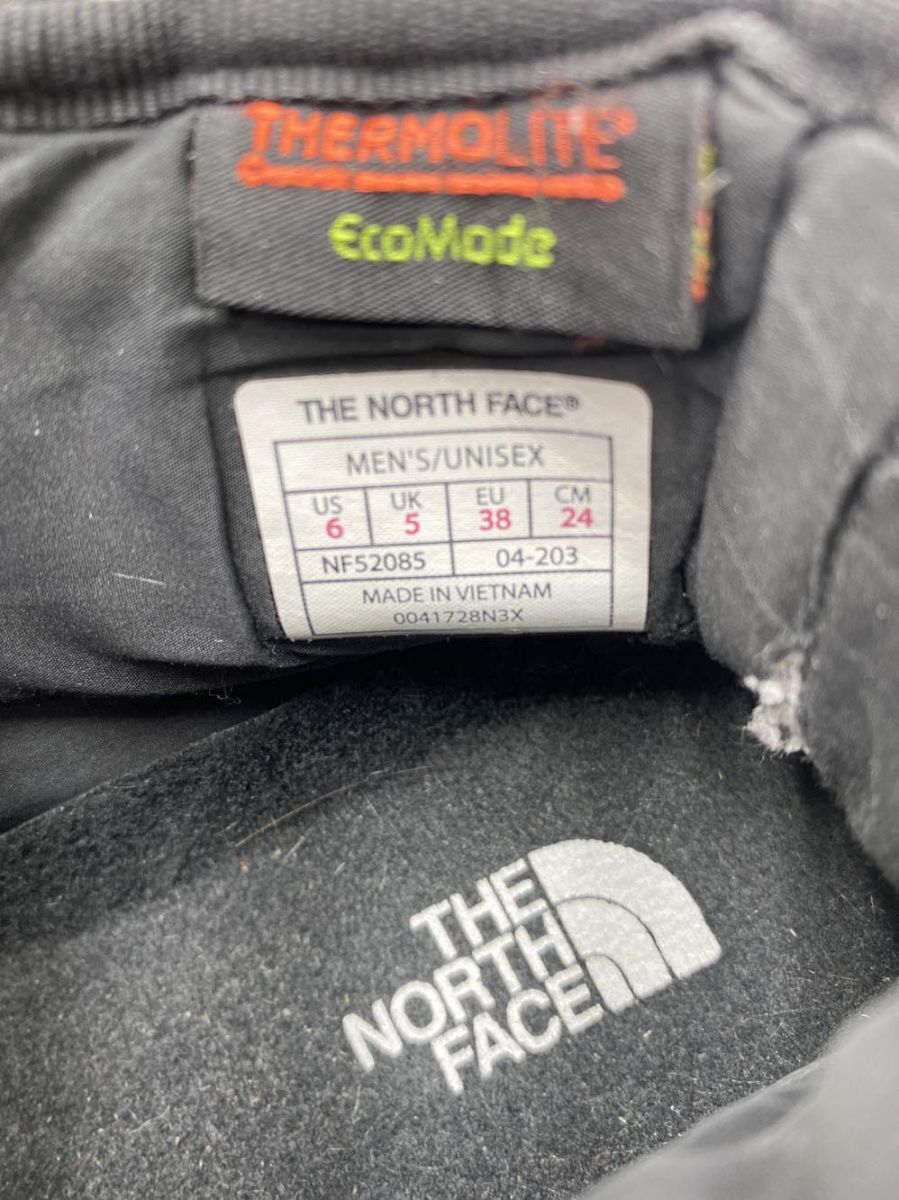 THERMOLITE®
EcoMode
THE NORTH FACE®
MEN'S/UNISEX
US UK EU CM
6 5 38 24
NF52085 04-203
MADE IN VIETNAM
0041728N3X
THE
NORTH
FACE